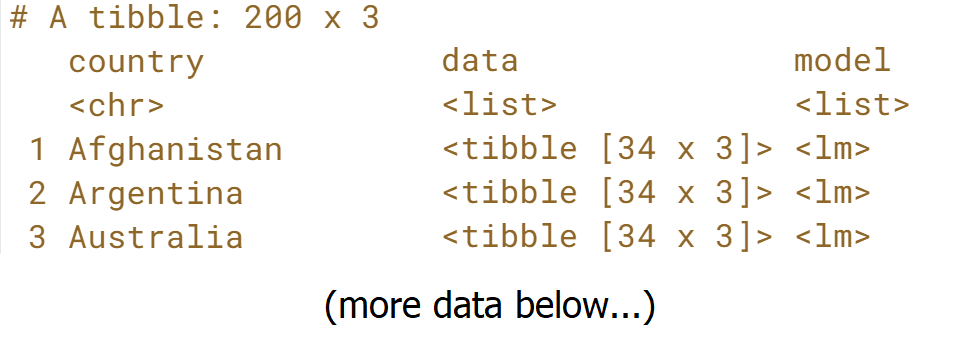 # A tibble: 200 x 3
country data model
<chr> <list> <list>
1 Afghanistan <tibble [34 x 3]> <lm>
2 Argentina <tibble [34 x 3]> <lm>
3 Australia <tibble [34 x 3]> <lm>
(more data below...)